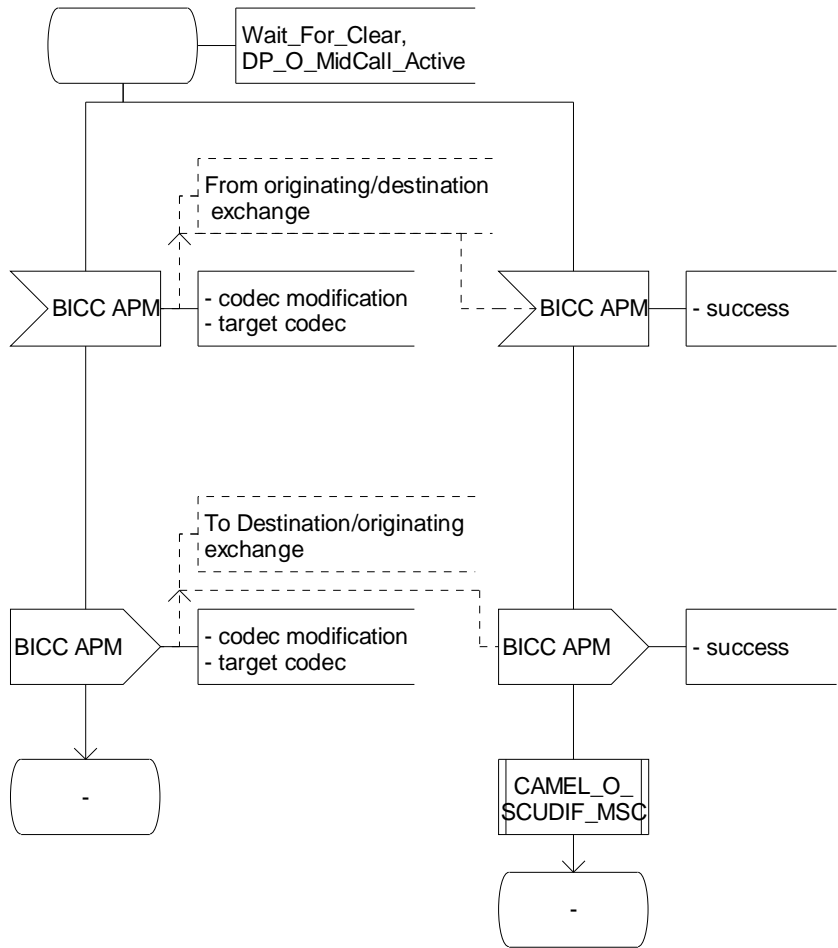 Wait_For_Clear,
DP_O_MidCall_Active
From originating/destination
exchange
BICC APM
- codec modification
- target codec
BICC APM
- success
To Destination/originating
exchange
BICC APM
- codec modification
- target codec
BICC APM
- success
-
CAMEL_O_
SCUDIF_MSC
-